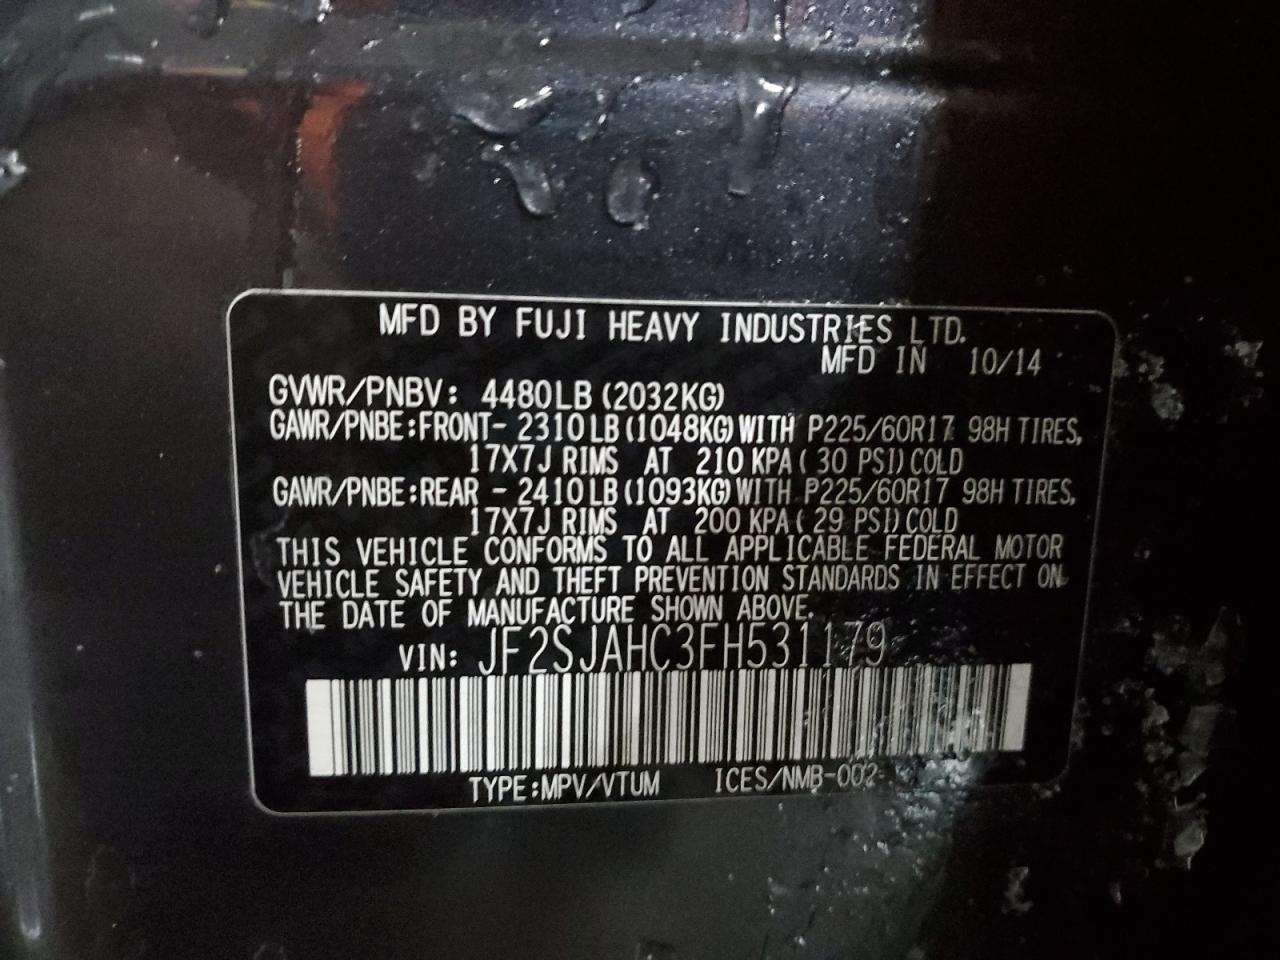 MFD BY FUJI HEAVY INDUSTRIES LTD.
MFD IN 10/14
GVWR/PNBV: 4480LB (2032KG)
GAWR/PNBE:FRONT- 2310LB (1048KG) WITH P225/60R17 98H TIRES,
17X7J RIMS AT 210 KPA ( 30 PSI) COLD
GAWR/PNBE:REAR - 2410LB (1093KG) WITH P225/60R17 98H TIRES,
17X7J RIMS AT 200 KPA ( 29 PSI) COLD
THIS VEHICLE CONFORMS TO ALL APPLICABLE FEDERAL MOTOR
VEHICLE SAFETY AND THEFT PREVENTION STANDARDS IN EFFECT ON
THE DATE OF MANUFACTURE SHOWN ABOVE.
VIN: JF2SJAHC3FH531179
TYPE:MPV/VTUM ICES/NMB-002